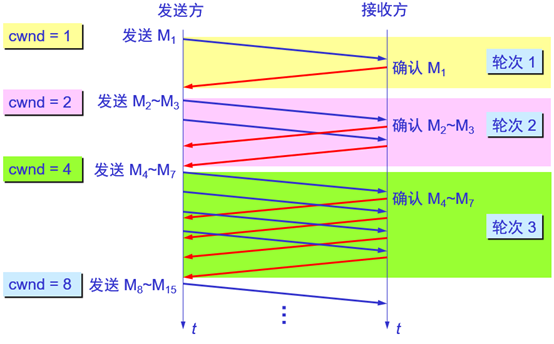 发送方 接收方
cwnd = 1 发送 M1
确认 M1 轮次 1
cwnd = 2 发送 M2~M3
确认 M2~M3 轮次 2
cwnd = 4 发送 M4~M7
确认 M4~M7
轮次 3
cwnd = 8 发送 M8~M15
t t